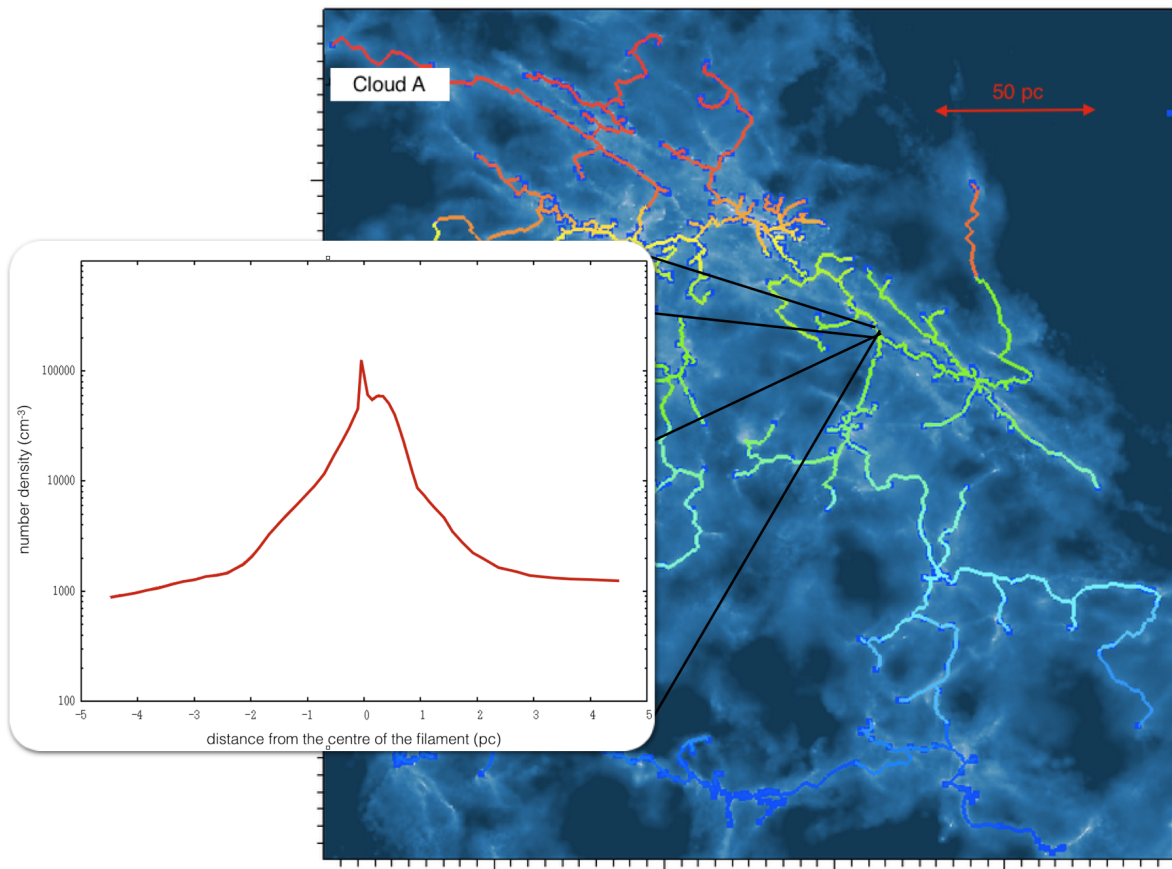 Cloud A
50 pc
number density (cm-3)
100000
10000
1000
100
-5 -4 -3 -2 -1 0 1 2 3 4 5
distance from the centre of the filament (pc)